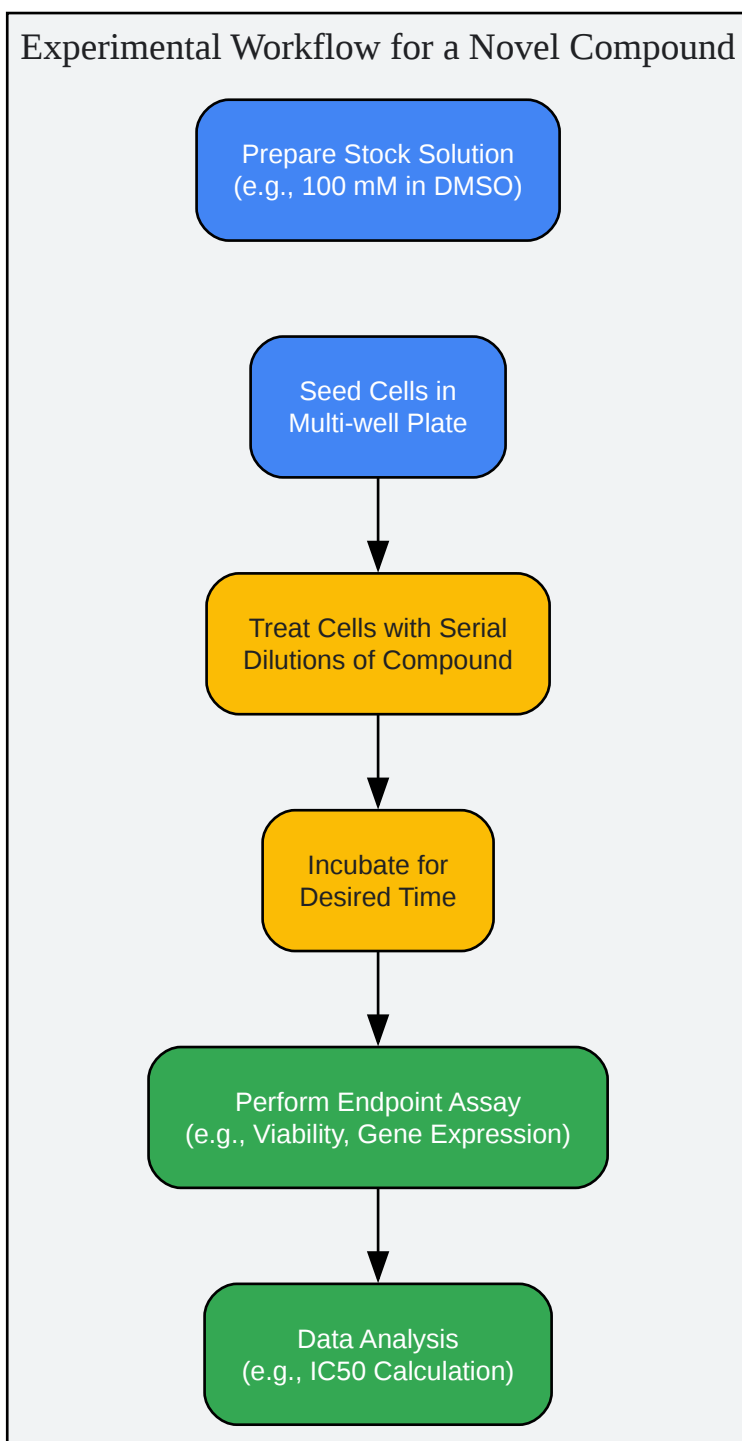 Experimental Workflow for a Novel Compound
Prepare Stock Solution
(e.g., 100 mM in DMSO)
Seed Cells in
Multi-well Plate
Treat Cells with Serial
Dilutions of Compound
Incubate for
Desired Time
Perform Endpoint Assay
(e.g., Viability, Gene Expression)
Data Analysis
(e.g., IC50 Calculation)